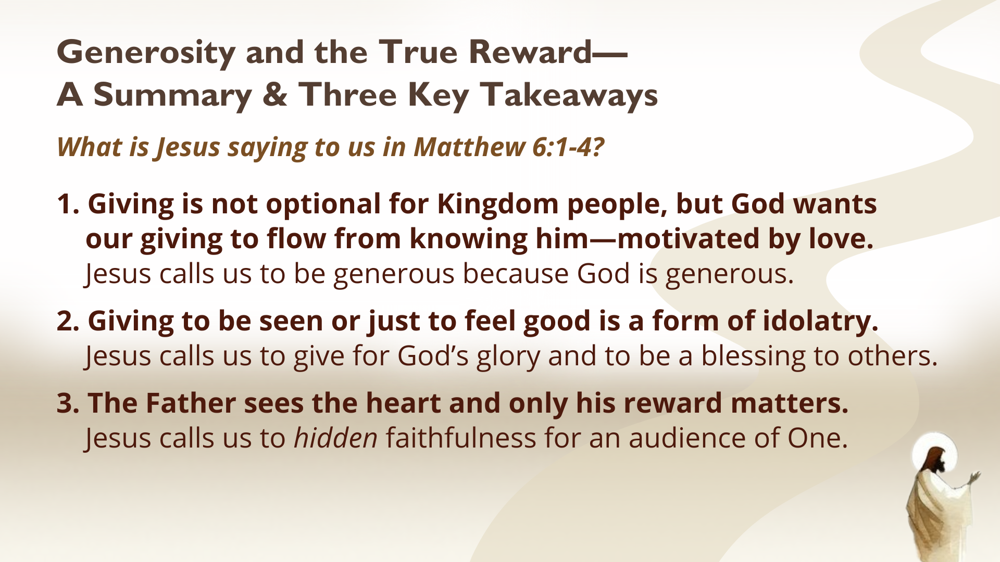 Generosity and the True Reward—
A Summary & Three Key Takeaways
What is Jesus saying to us in Matthew 6:1-4?
1. Giving is not optional for Kingdom people, but God wants
our giving to flow from knowing him—motivated by love.
Jesus calls us to be generous because God is generous.
2. Giving to be seen or just to feel good is a form of idolatry.
Jesus calls us to give for God’s glory and to be a blessing to others.
3. The Father sees the heart and only his reward matters.
Jesus calls us to hidden faithfulness for an audience of One.